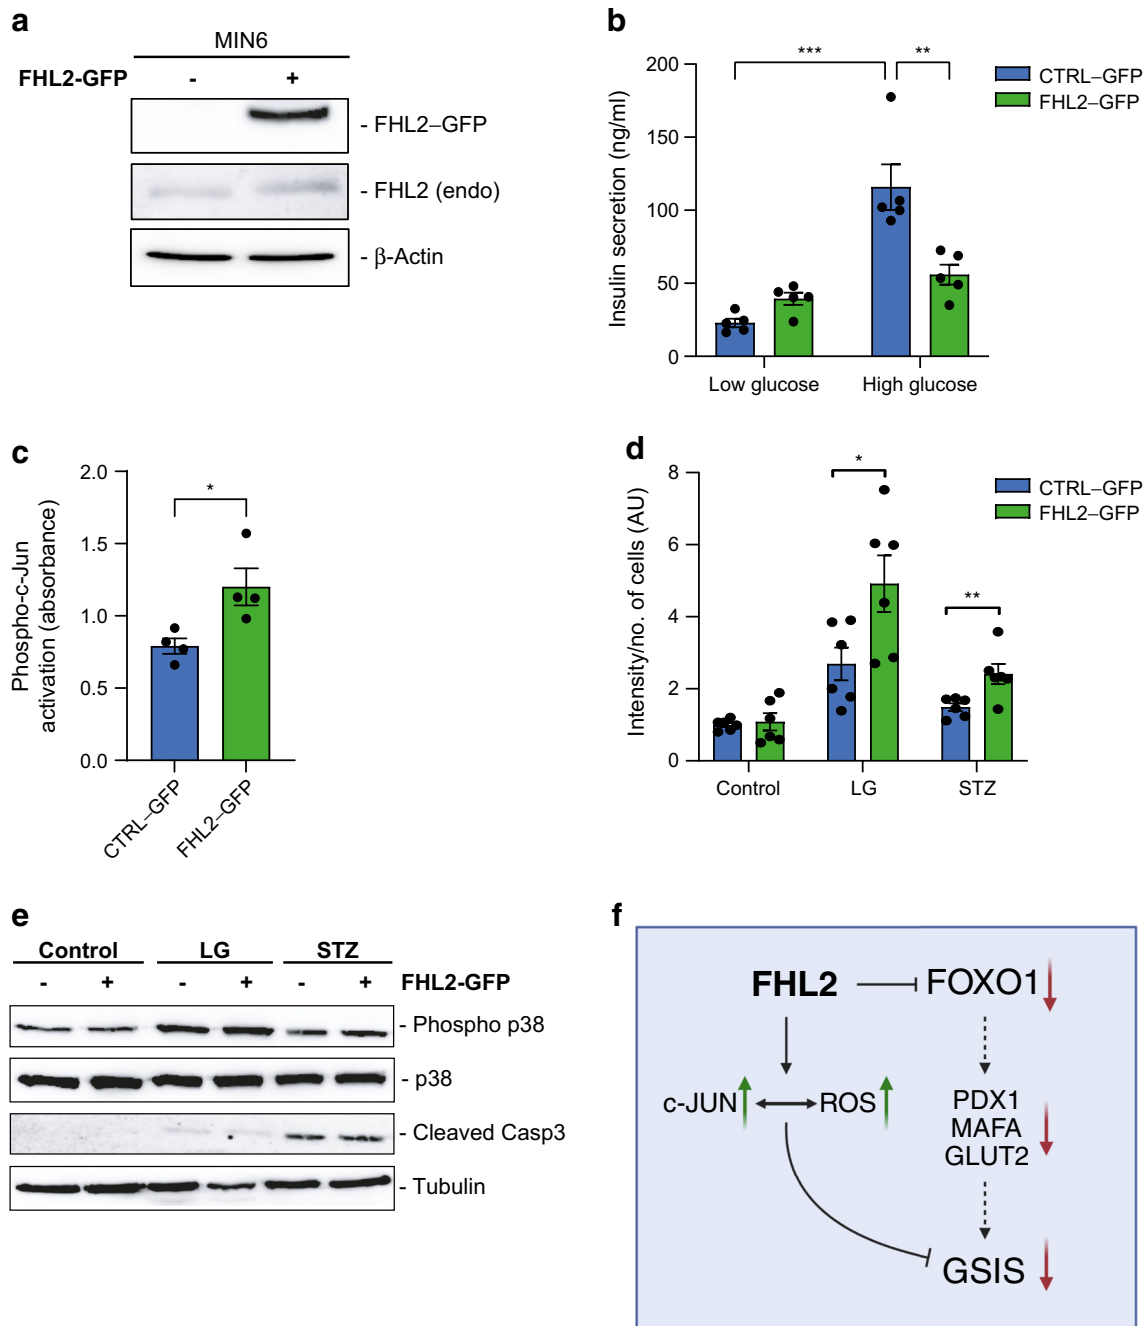 a
MIN6
FHL2-GFP - +
- FHL2–GFP
- FHL2 (endo)
- β-Actin
b
*** **
CTRL–GFP
FHL2–GFP
Insulin secretion (ng/ml)
200
150
100
50
0
Low glucose High glucose
c
*
Phospho-c-Jun
activation (absorbance)
2.0
1.5
1.0
0.5
0.0
CTRL–GFP FHL2–GFP
d
* **
CTRL–GFP
FHL2–GFP
Intensity/no. of cells (AU)
8
6
4
2
0
Control LG STZ
e
Control LG STZ
- + - + - + FHL2-GFP
- Phospho p38
- p38
- Cleaved Casp3
- Tubulin
f
FHL2 FOXO1
c-JUN ROS
PDX1
MAFA
GLUT2
GSIS